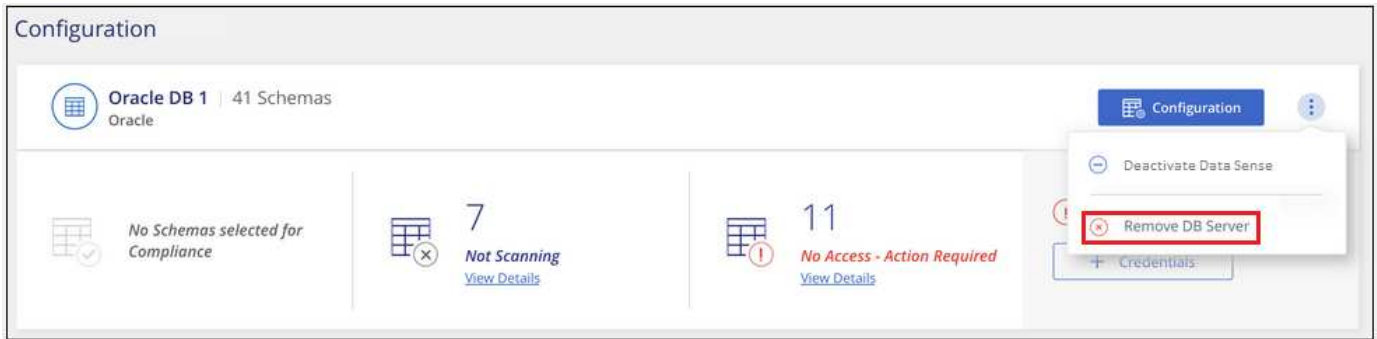 Configuration
Oracle DB 1 | 41 Schemas
Oracle
Configuration
Deactivate Data Sense
Remove DB Server
No Schemas selected for
Compliance
7
Not Scanning
View Details
11
No Access - Action Required
View Details
+ Credentials